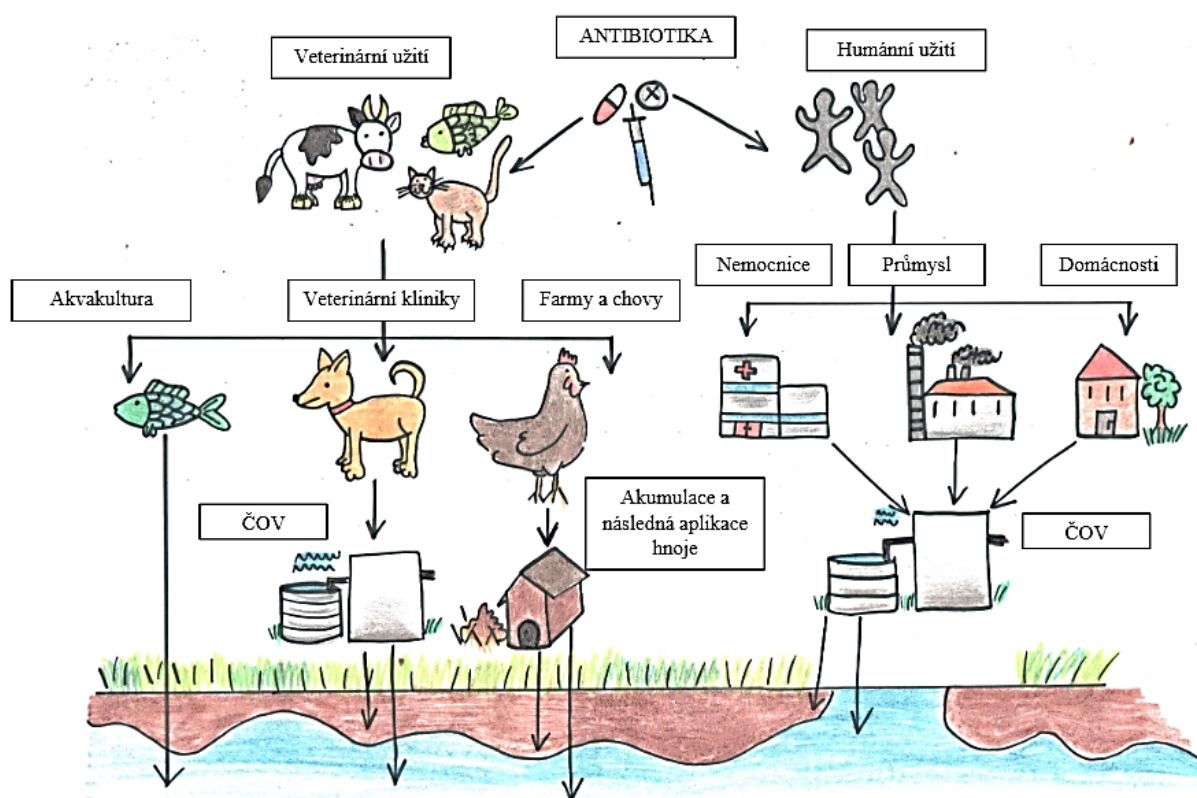 ANTIBIOTIKA
Veterinární užití
Humánní užití
Nemocnice
Průmysl
Domácnosti
Akvakultura
Veterinární kliniky
Farmy a chovy
ČOV
Akumulace a
následná aplikace
hnoje
ČOV